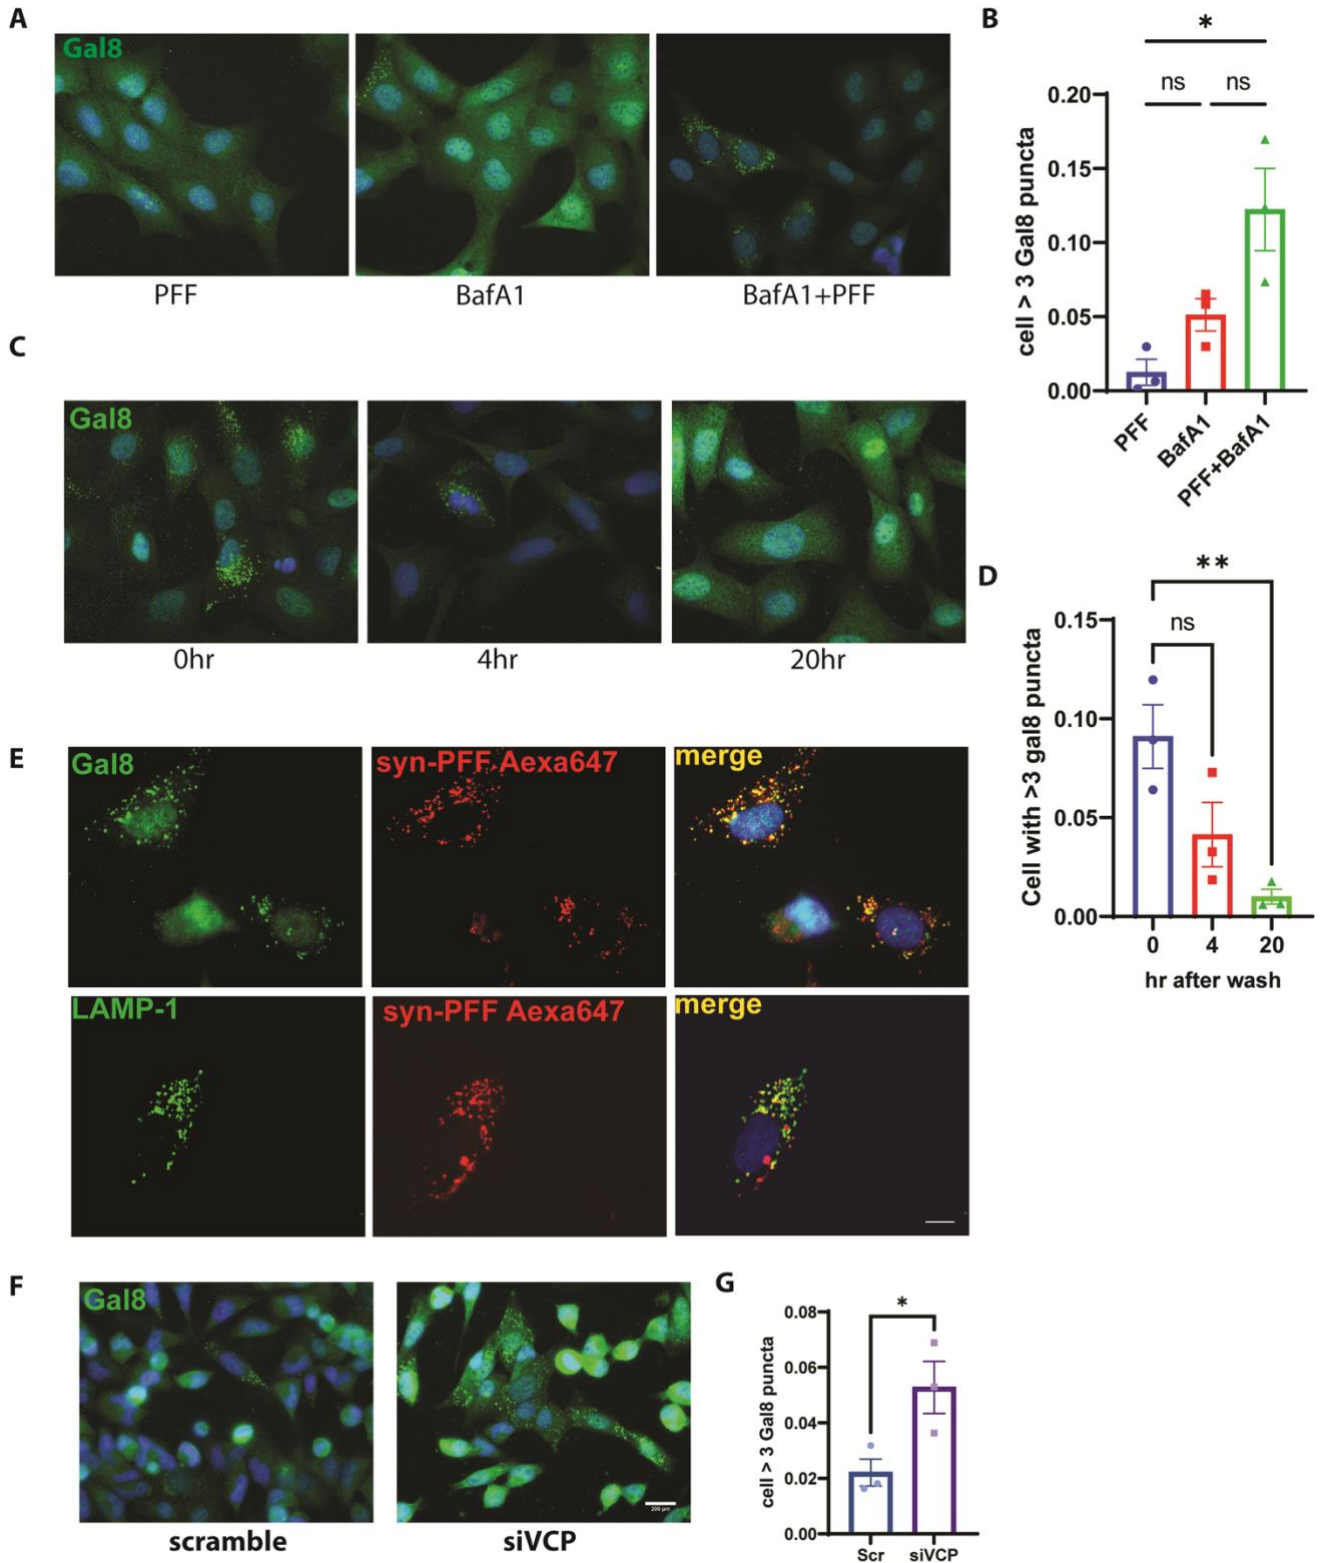 A
Gal8
PFF
BafA1
BafA1+PFF
B
*
ns
ns
cell > 3 Gal8 puncta
0.20
0.15
0.10
0.05
0.00
PFF
BafA1
PFF+BafA1
C
Gal8
0hr
4hr
20hr
D
**
ns
Cell with >3 gal8 puncta
0.15
0.10
0.05
0.00
0
4
20
hr after wash
E
Gal8
syn-PFF Aexa647
merge
LAMP-1
syn-PFF Aexa647
merge
F
Gal8
200 µm
scramble
siVCP
G
*
cell > 3 Gal8 puncta
0.08
0.06
0.04
0.02
0.00
Scr
siVCP